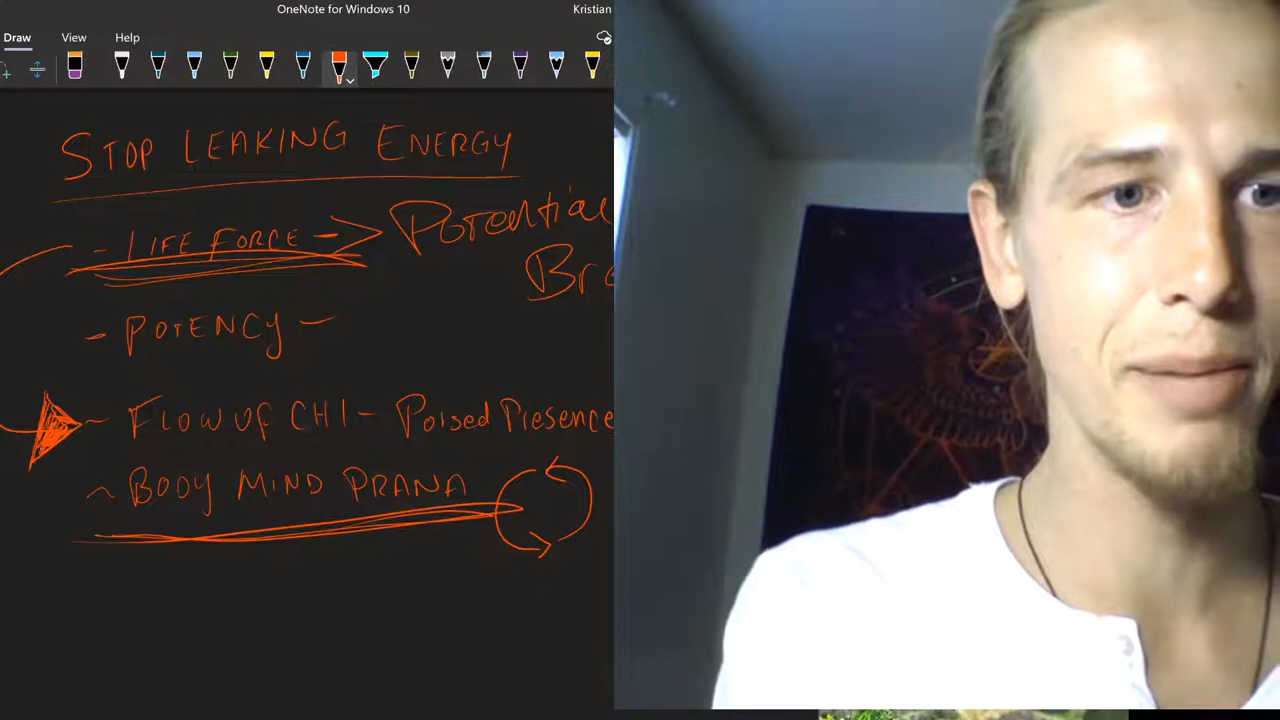 OneNote for Windows 10
Kristian
Draw View Help
STOP LEAKING ENERGY
- LIFE FORCE -> Potential
Bre
- POTENCY -
~ FLOW OF CHI - Poised Presence
~ BODY MIND PRANA